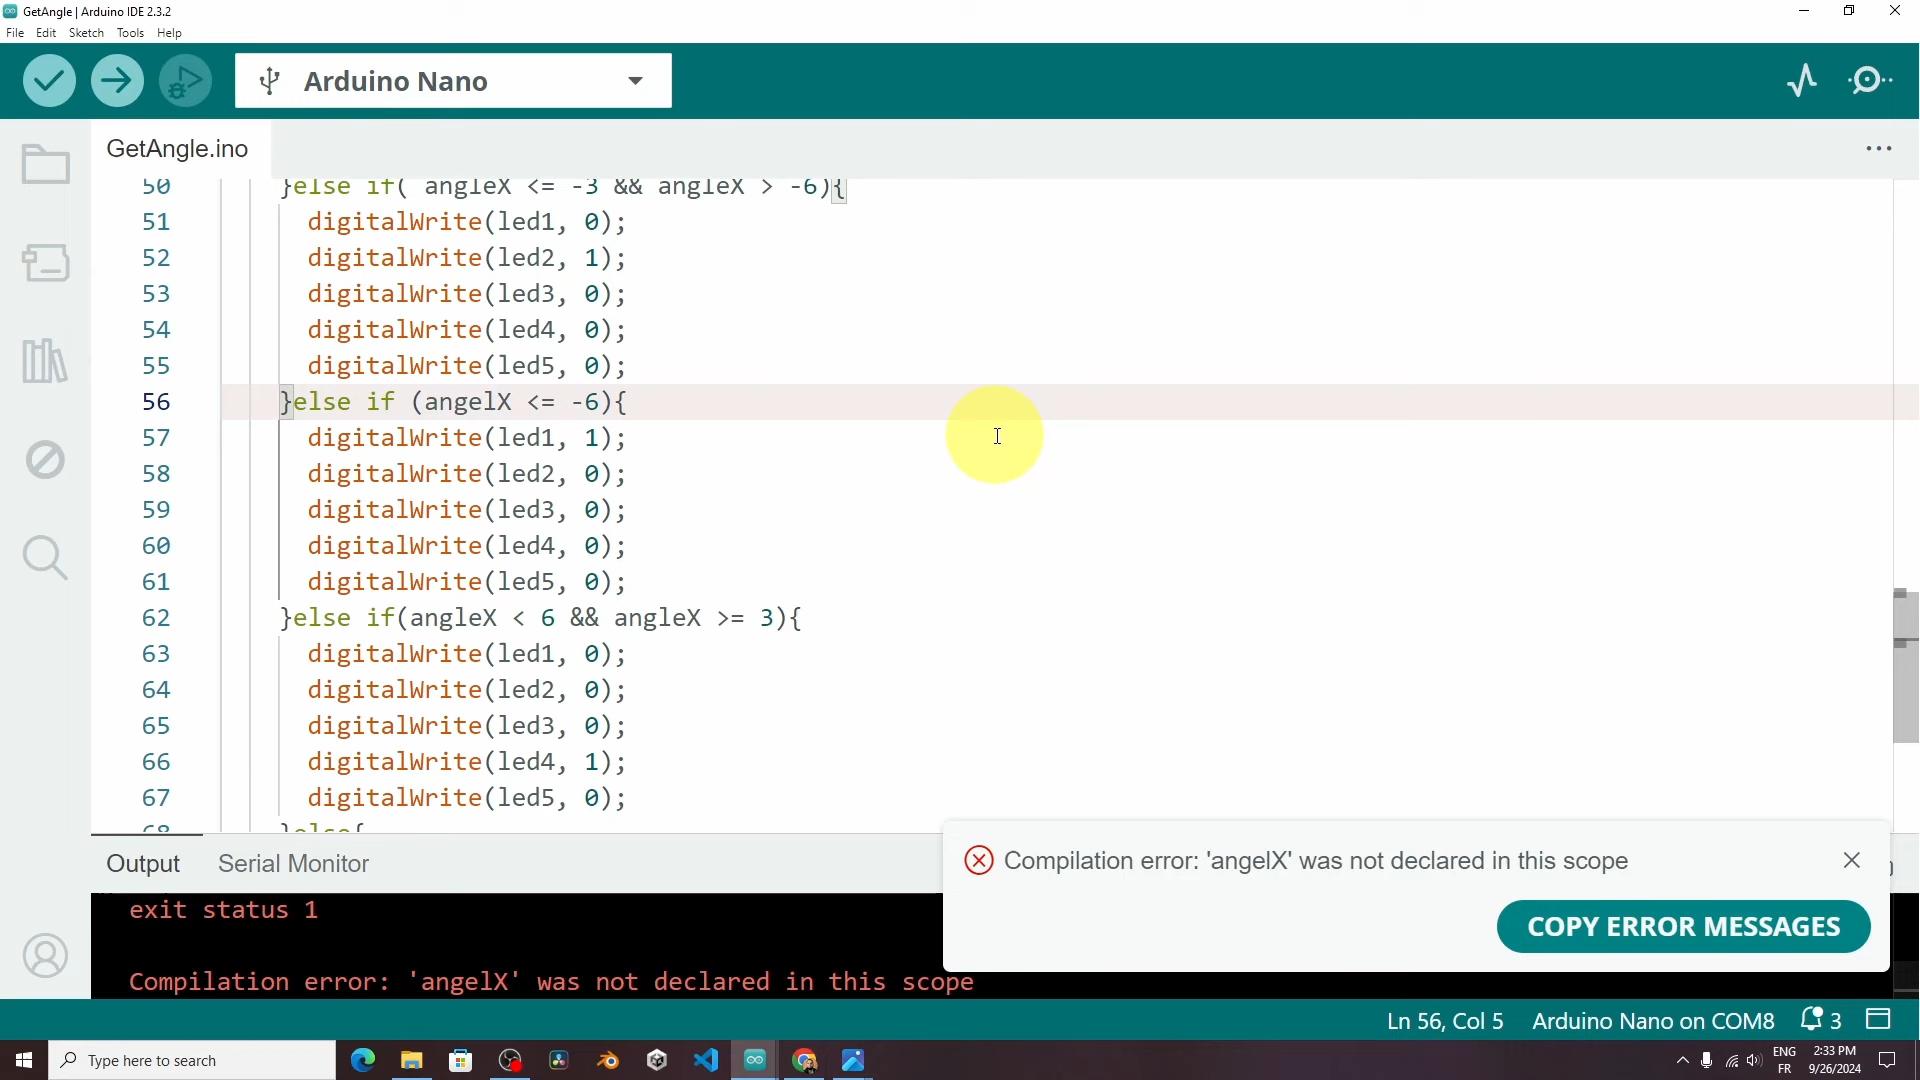 GetAngle | Arduino IDE 2.3.2
File Edit Sketch Tools Help
Arduino Nano
GetAngle.ino
50 }else if( angleX <= -3 && angleX > -6){
51 digitalWrite(led1, 0);
52 digitalWrite(led2, 1);
53 digitalWrite(led3, 0);
54 digitalWrite(led4, 0);
55 digitalWrite(led5, 0);
56 }else if (angelX <= -6){
57 digitalWrite(led1, 1);
58 digitalWrite(led2, 0);
59 digitalWrite(led3, 0);
60 digitalWrite(led4, 0);
61 digitalWrite(led5, 0);
62 }else if(angleX < 6 && angleX >= 3){
63 digitalWrite(led1, 0);
64 digitalWrite(led2, 0);
65 digitalWrite(led3, 0);
66 digitalWrite(led4, 1);
67 digitalWrite(led5, 0);
68 }else{
Output Serial Monitor
Compilation error: 'angelX' was not declared in this scope
COPY ERROR MESSAGES
exit status 1
Compilation error: 'angelX' was not declared in this scope
Ln 56, Col 5 Arduino Nano on COM8 3
Type here to search
ENG
FR
2:33 PM
9/26/2024